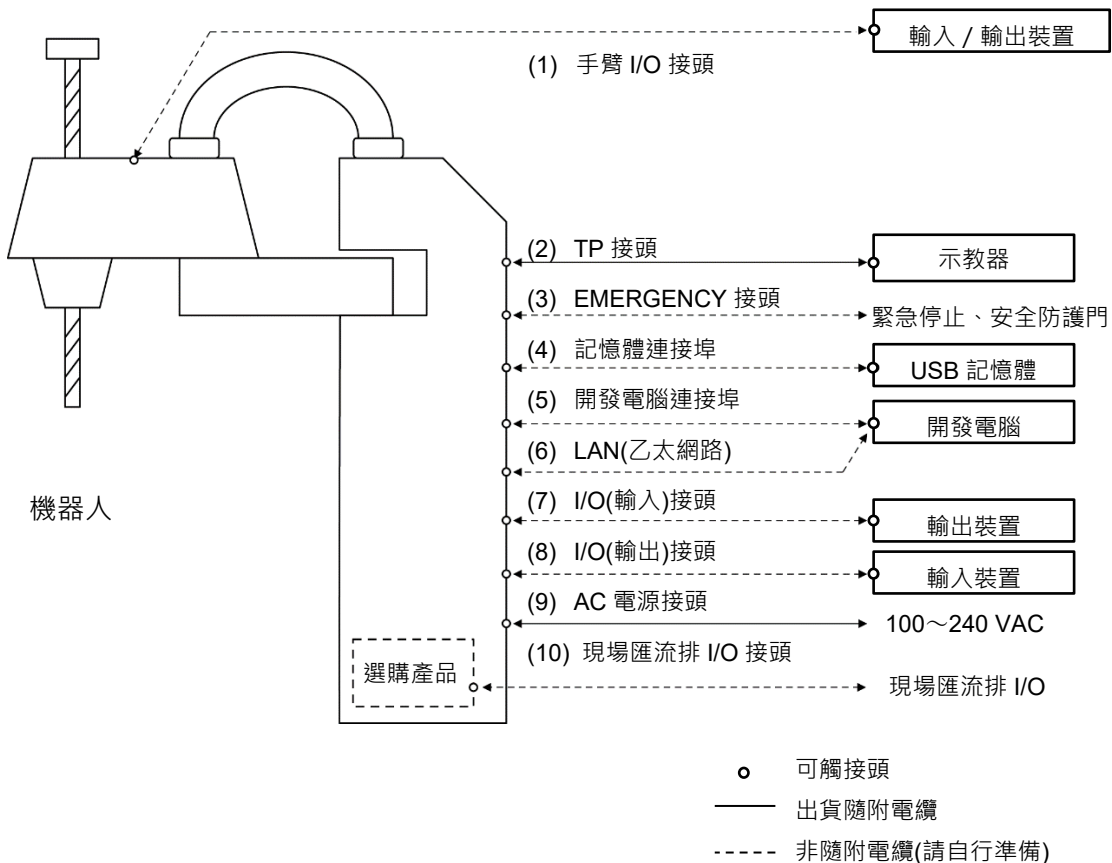 輸入 / 輸出裝置
(1) 手臂 I/O 接頭
(2) TP 接頭
示教器
(3) EMERGENCY 接頭
緊急停止、安全防護門
(4) 記憶體連接埠
USB 記憶體
(5) 開發電腦連接埠
開發電腦
(6) LAN(乙太網路)
機器人
(7) I/O(輸入)接頭
輸出裝置
(8) I/O(輸出)接頭
輸入裝置
(9) AC 電源接頭
100～240 VAC
(10) 現場匯流排 I/O 接頭
選購產品
現場匯流排 I/O
可觸接頭
出貨隨附電纜
非隨附電纜(請自行準備)